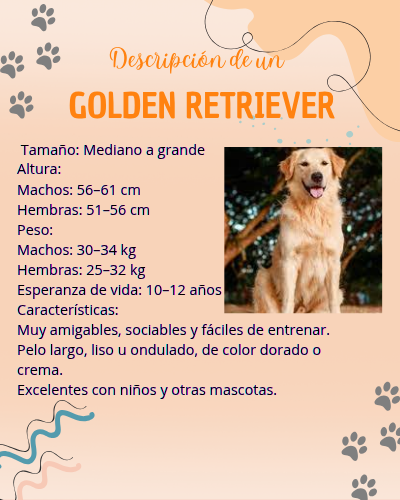 Descripción de un
GOLDEN RETRIEVER
Tamaño: Mediano a grande
Altura:
Machos: 56–61 cm
Hembras: 51–56 cm
Peso:
Machos: 30–34 kg
Hembras: 25–32 kg
Esperanza de vida: 10–12 años
Características:
Muy amigables, sociables y fáciles de entrenar.
Pelo largo, liso u ondulado, de color dorado o
crema.
Excelentes con niños y otras mascotas.